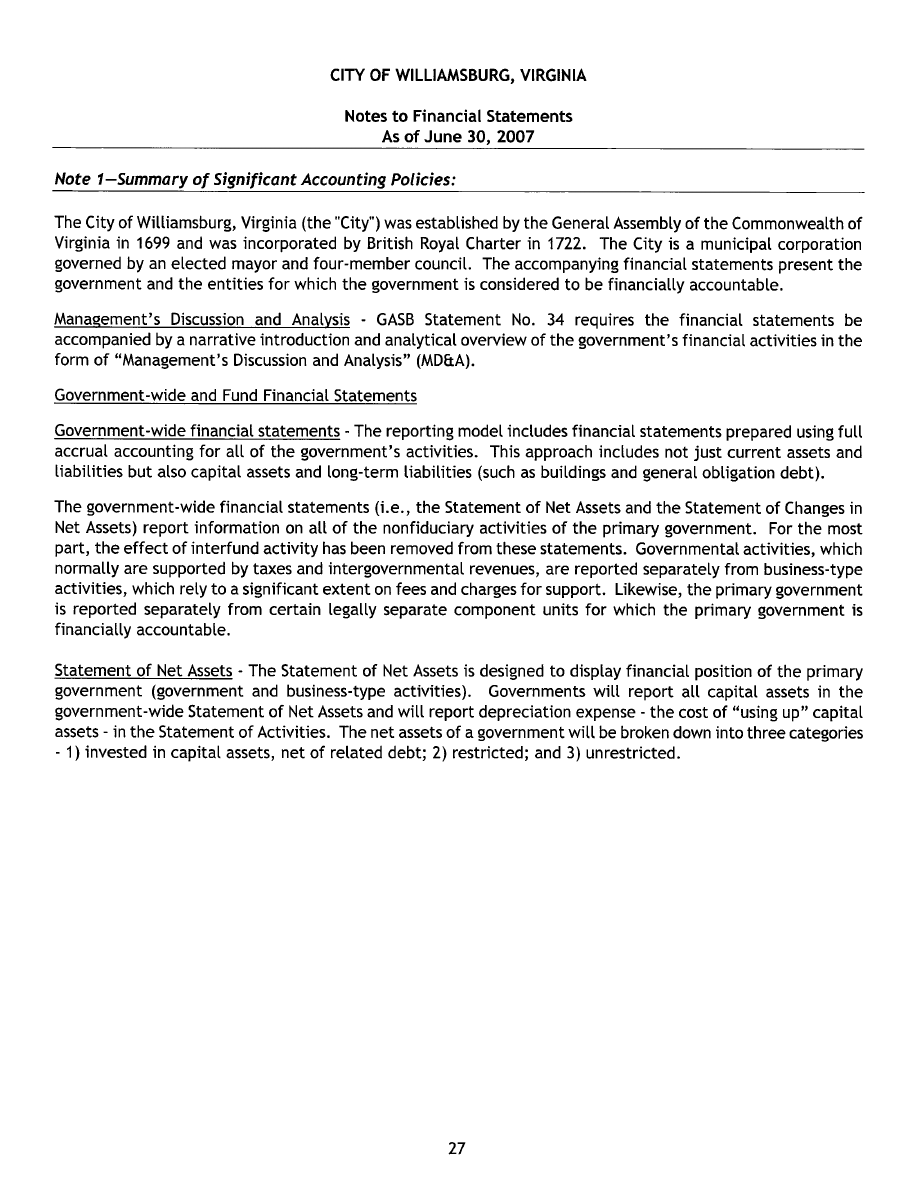 CITY OF WILLIAMSBURG, VIRGINIA
Notes to Financial Statements
As of June 30, 2007
Note 1—Summary of Significant Accounting Policies:
The City of Williamsburg, Virginia (the "City") was established by the General Assembly of the Commonwealth of
Virginia in 1699 and was incorporated by British Royal Charter in 1722. The City is a municipal corporation
governed by an elected mayor and four-member council. The accompanying financial statements present the
government and the entities for which the government is considered to be financially accountable.
Management's Discussion and Analysis - GASB Statement No. 34 requires the financial statements be
accompanied by a narrative introduction and analytical overview of the government's financial activities in the
form of “Management's Discussion and Analysis” (MD&A).
Government-wide and Fund Financial Statements
Government-wide financial statements - The reporting model includes financial statements prepared using full
accrual accounting for all of the government's activities. This approach includes not just current assets and
liabilities but also capital assets and long-term liabilities (such as buildings and general obligation debt).
The government-wide financial statements (i.e., the Statement of Net Assets and the Statement of Changes in
Net Assets) report information on all of the nonfiduciary activities of the primary government. For the most
part, the effect of interfund activity has been removed from these statements. Governmental activities, which
normally are supported by taxes and intergovernmental revenues, are reported separately from business-type
activities, which rely to a significant extent on fees and charges for support. Likewise, the primary government
is reported separately from certain legally separate component units for which the primary government is
financially accountable.
Statement of Net Assets - The Statement of Net Assets is designed to display financial position of the primary
government (government and business-type activities). Governments will report all capital assets in the
government-wide Statement of Net Assets and will report depreciation expense - the cost of “using up” capital
assets - in the Statement of Activities. The net assets of a government will be broken down into three categories
- 1) invested in capital assets, net of related debt; 2) restricted; and 3) unrestricted.
27